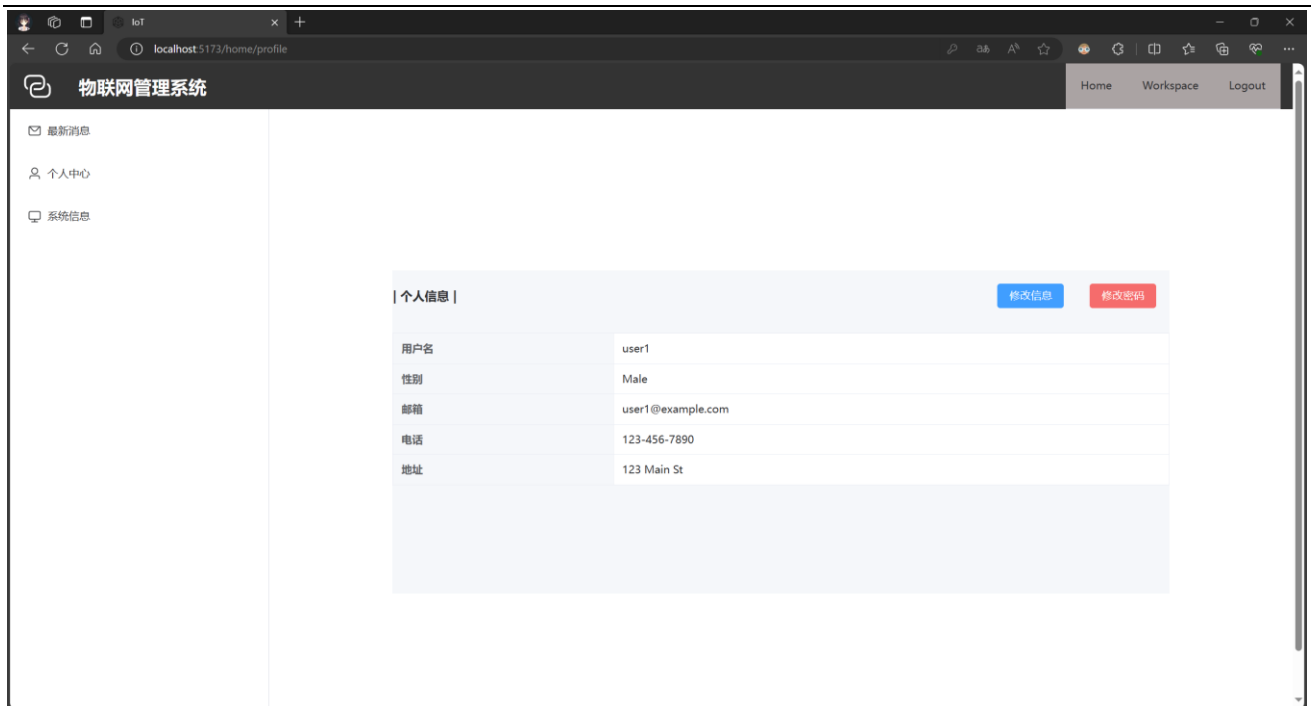 IoT
localhost:5173/home/profile
物联网管理系统
Home Workspace Logout
最新消息
个人中心
系统信息
| 个人信息 |
修改信息 修改密码
用户名 user1
性别 Male
邮箱 user1@example.com
电话 123-456-7890
地址 123 Main St